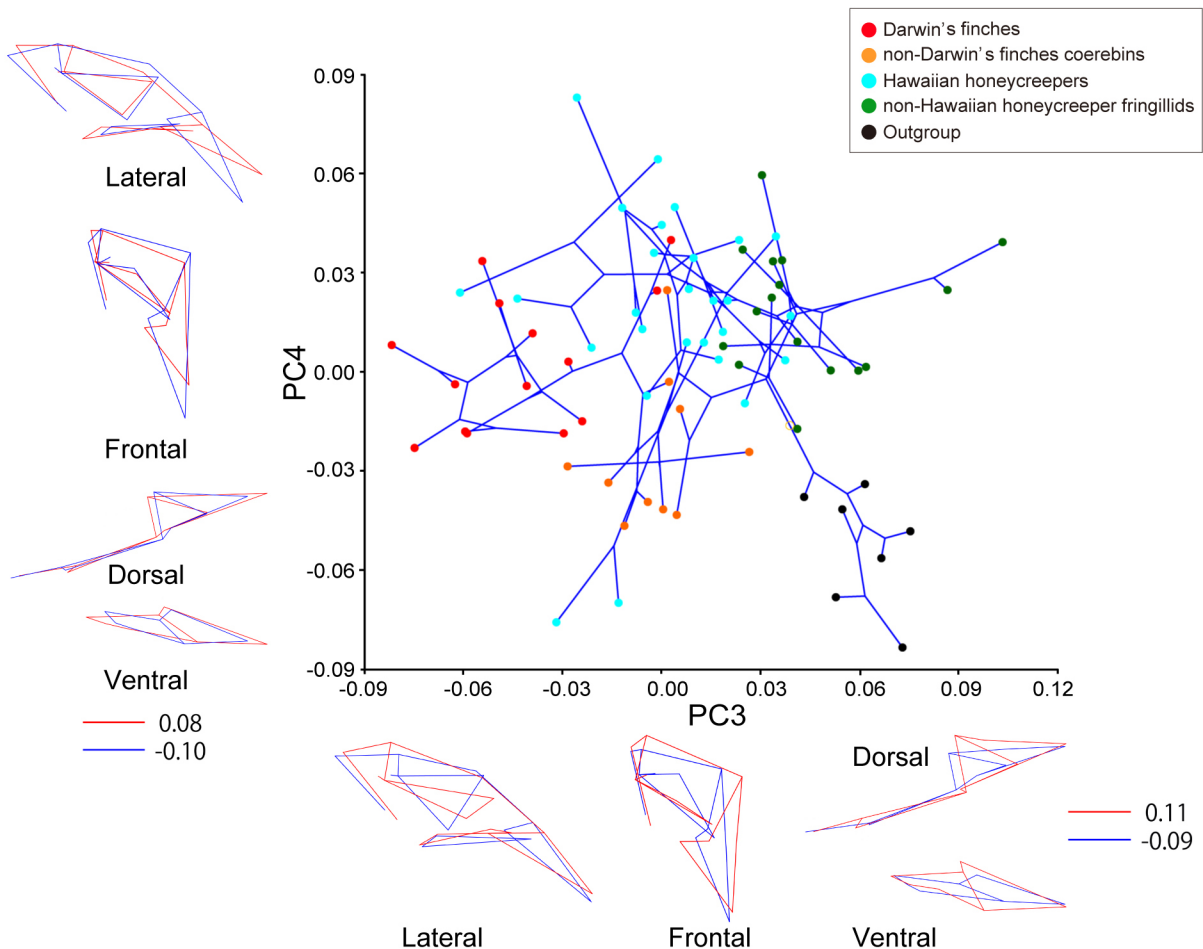 Darwin's finches
non-Darwin's finches coerebins
Hawaiian honeycreepers
non-Hawaiian honeycreeper fringillids
Outgroup
Lateral
Frontal
Dorsal
Ventral
0.08
-0.10
PC4
0.09
0.06
0.03
0.00
-0.03
-0.06
-0.09
-0.09
-0.06
-0.03
0.00
0.03
0.06
0.09
0.12
PC3
Dorsal
0.11
-0.09
Lateral
Frontal
Ventral